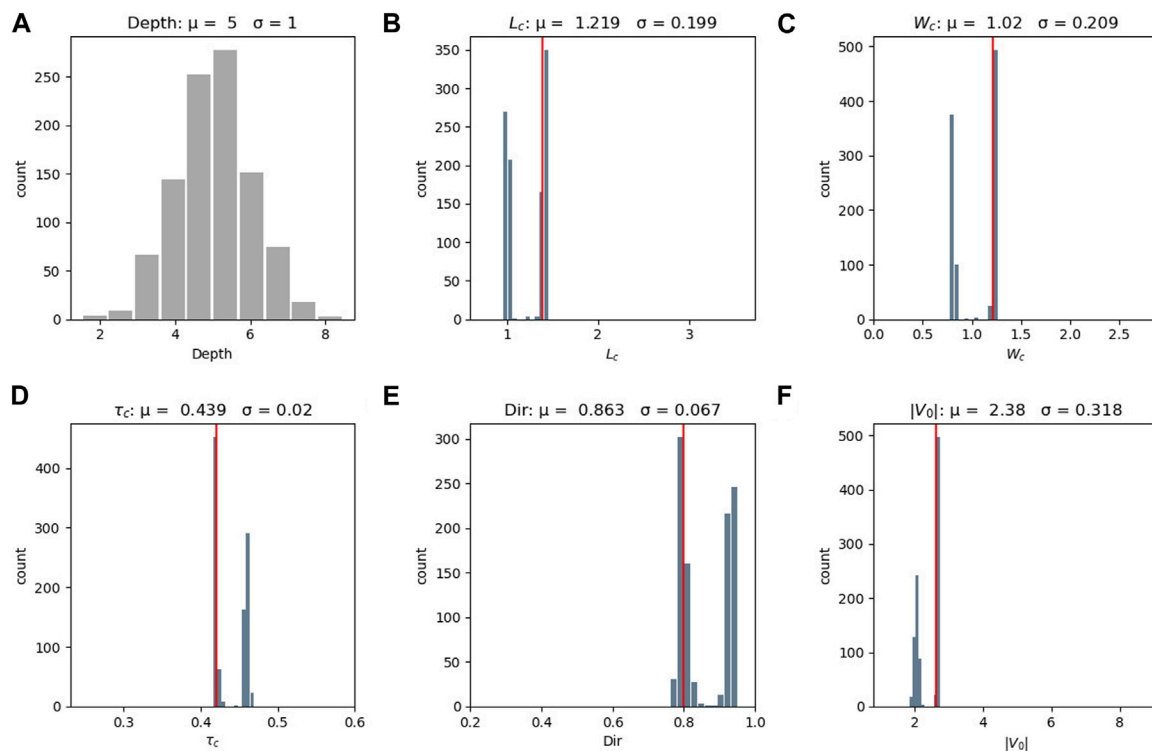 A
Depth: μ = 5 σ = 1
count
250
200
150
100
50
0
2
4
6
8
Depth
B
L_c: μ = 1.219 σ = 0.199
count
350
300
250
200
150
100
50
0
1
2
3
L_c
C
W_c: μ = 1.02 σ = 0.209
count
500
400
300
200
100
0
0.0
0.5
1.0
1.5
2.0
2.5
W_c
D
τ_c: μ = 0.439 σ = 0.02
count
400
300
200
100
0
0.3
0.4
0.5
0.6
τ_c
E
Dir: μ = 0.863 σ = 0.067
count
300
250
200
150
100
50
0
0.2
0.4
0.6
0.8
1.0
Dir
F
|V_0|: μ = 2.38 σ = 0.318
count
500
400
300
200
100
0
2
4
6
8
|V_0|